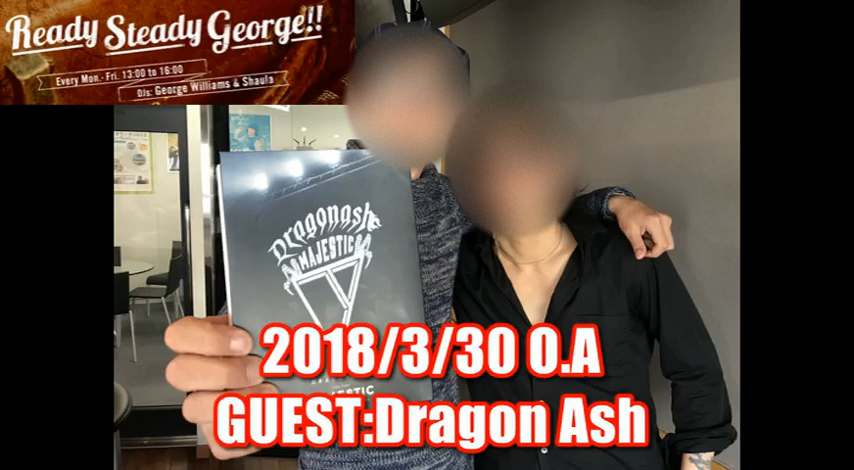 Ready Steady George!!
Every Mon.- Fri. 13:00 to 16:00
DJs: George Williams & Shaula
Dragonash
MAJESTIC
2018/3/30 O.A
GUEST:Dragon Ash